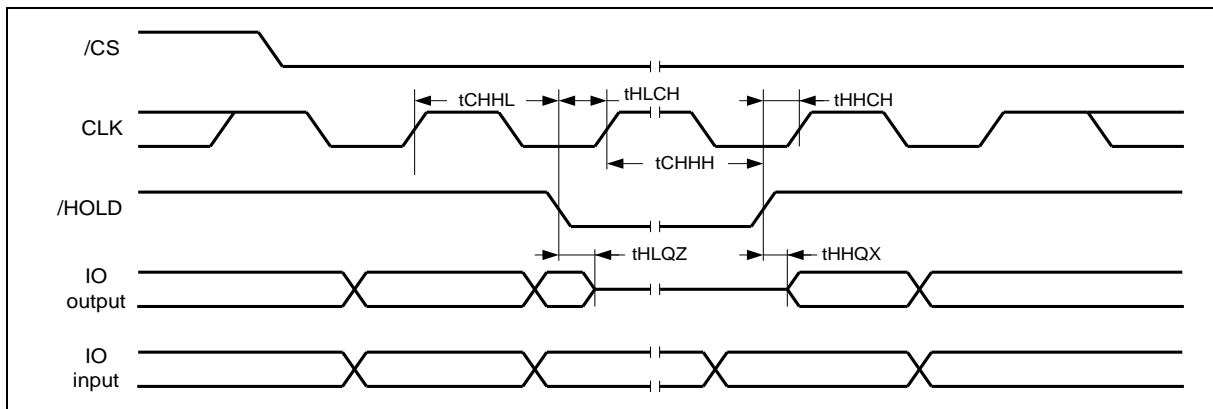 /CS
tCHHL
tHLCH
tHHCH
CLK
tCHHH
/HOLD
tHLQZ
tHHQX
IO
output
IO
input